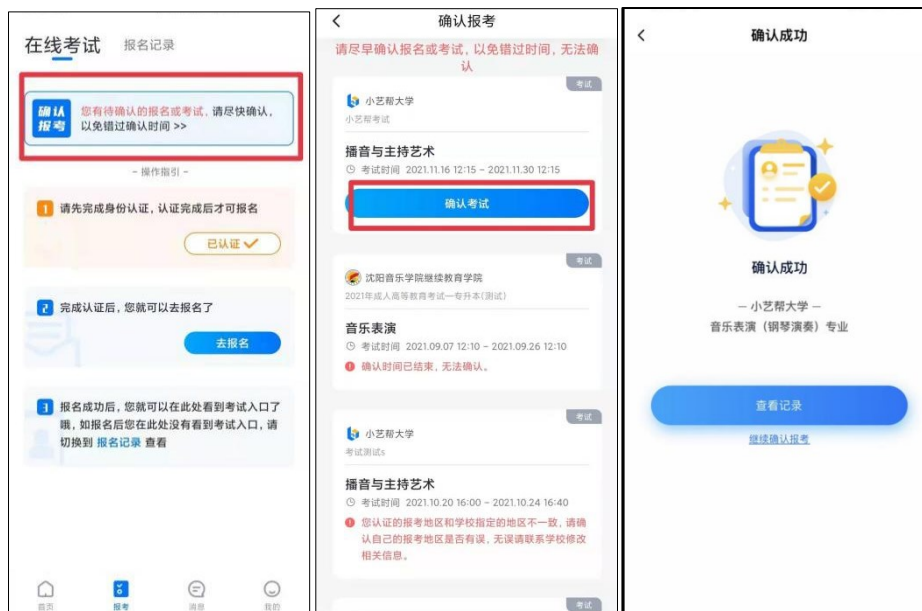 在线考试 报名记录
确认
报考
您有待确认的报名或考试，请尽快确认，
以免错过确认时间 >>
- 操作指引 -
1 请先完成身份认证，认证完成后才可报名
已认证
2 完成认证后，您就可以去报名了
去报名
3 报名成功后，您就可以在此处看到考试入口了
哦，如报名后您在此处没有看到考试入口，请
切换到 报名记录 查看
首页 报考 消息 我的
确认报考
请尽早确认报名或考试，以免错过时间，无法确
认
考试
小艺帮大学
小艺帮考试
播音与主持艺术
考试时间 2021.11.16 12:15 ~ 2021.11.30 12:15
确认考试
考试
沈阳音乐学院继续教育学院
2021年成人高等教育考试—专升本(测试)
音乐表演
考试时间 2021.09.07 12:10 ~ 2021.09.26 12:10
确认时间已结束，无法确认。
考试
小艺帮大学
考试测试s
播音与主持艺术
考试时间 2021.10.20 16:00 ~ 2021.10.24 16:40
您认证的报考地区和学校指定的地区不一致，请确
认自己的报考地区是否有误，无误请联系学校修改
相关信息。
考试
确认成功
确认成功
— 小艺帮大学 —
音乐表演（钢琴演奏）专业
查看记录
继续确认报考